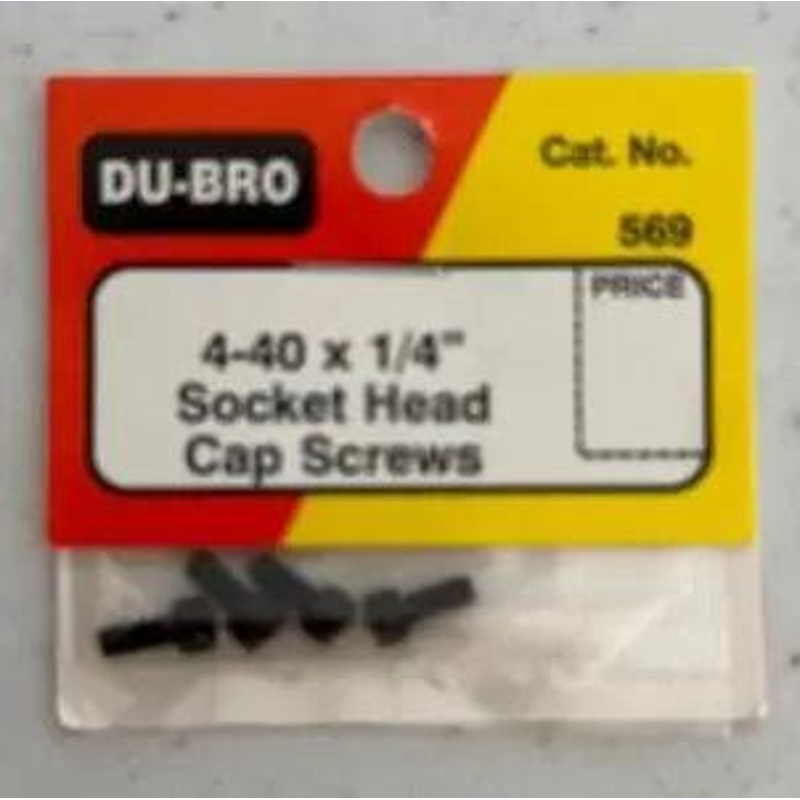 DU-BRO
Cat. No.
569
PRICE
4-40 x 1/4"
Socket Head
Cap Screws